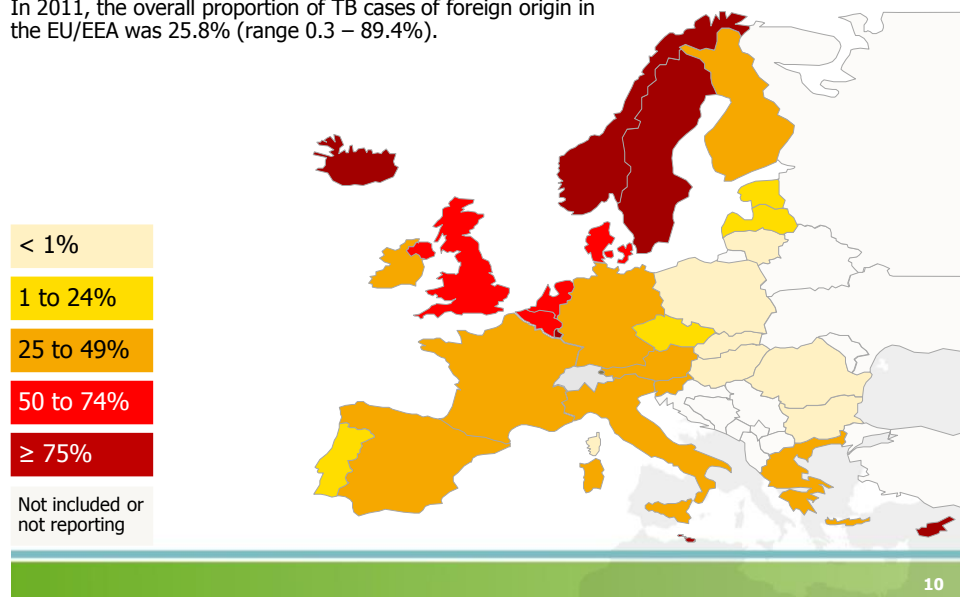 In 2011, the overall proportion of TB cases of foreign origin in
the EU/EEA was 25.8% (range 0.3 – 89.4%).
< 1%
1 to 24%
25 to 49%
50 to 74%
≥ 75%
Not included or
not reporting
10